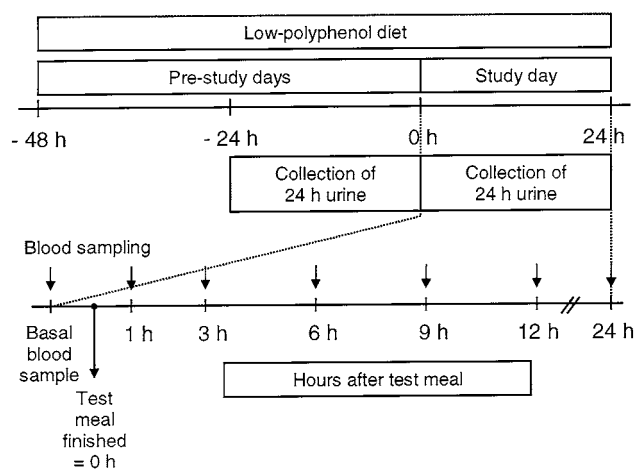 Low-polyphenol diet
Pre-study days Study day
- 48 h - 24 h 0 h 24 h
Collection of
24 h urine
Collection of
24 h urine
Blood sampling
Basal
blood
sample
1 h 3 h 6 h 9 h 12 h 24 h
Test
meal
finished
= 0 h
Hours after test meal